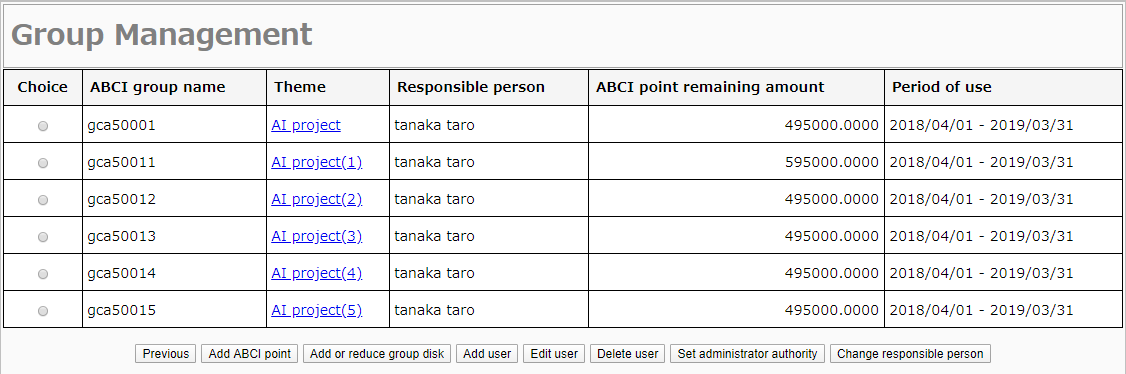 Group Management
Choice ABCI group name Theme Responsible person ABCI point remaining amount Period of use
gca50001 AI project tanaka taro 495000.0000 2018/04/01 - 2019/03/31
gca50011 AI project(1) tanaka taro 595000.0000 2018/04/01 - 2019/03/31
gca50012 AI project(2) tanaka taro 495000.0000 2018/04/01 - 2019/03/31
gca50013 AI project(3) tanaka taro 495000.0000 2018/04/01 - 2019/03/31
gca50014 AI project(4) tanaka taro 495000.0000 2018/04/01 - 2019/03/31
gca50015 AI project(5) tanaka taro 495000.0000 2018/04/01 - 2019/03/31
Previous Add ABCI point Add or reduce group disk Add user Edit user Delete user Set administrator authority Change responsible person